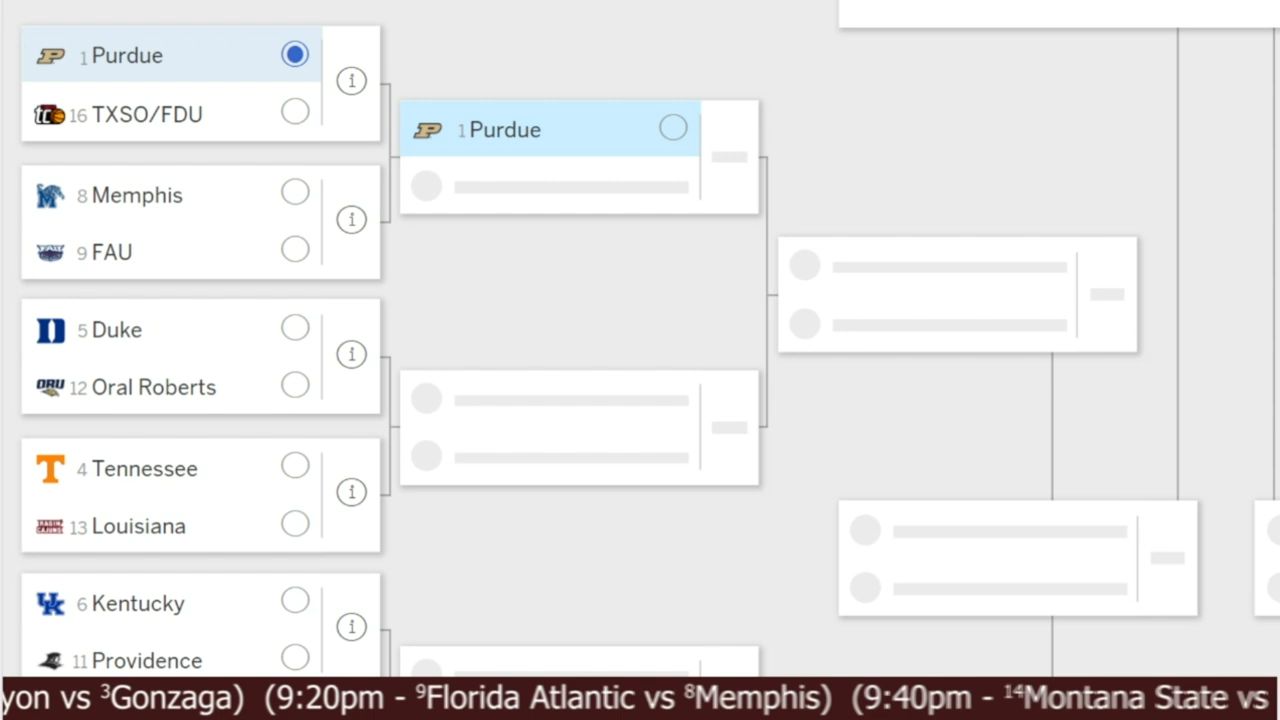 1 Purdue
16 TXSO/FDU
1 Purdue
8 Memphis
9 FAU
5 Duke
ORU 12 Oral Roberts
4 Tennessee
13 Louisiana
6 Kentucky
11 Providence
yon vs ³Gonzaga) (9:20pm - ⁹Florida Atlantic vs ⁸Memphis) (9:40pm - ¹⁴Montana State vs